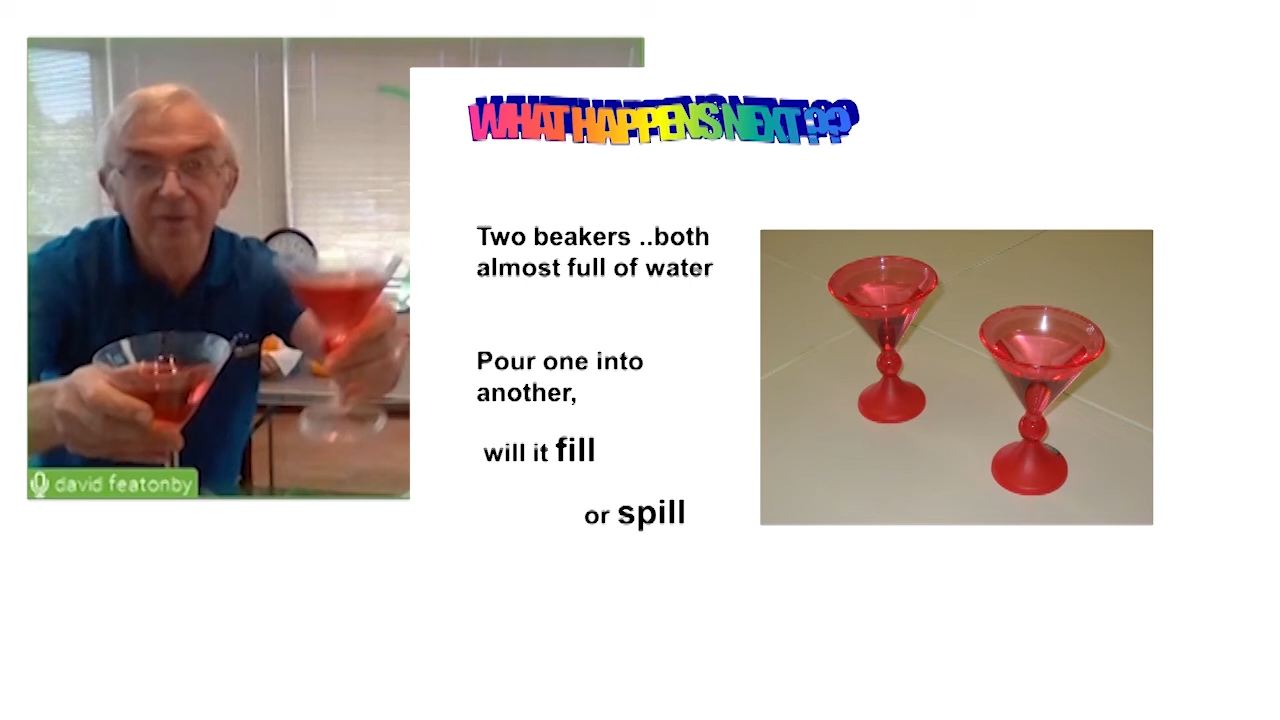 WHAT HAPPENS NEXT ??
Two beakers ..both
almost full of water
Pour one into
another,
will it fill
or spill
david featonby